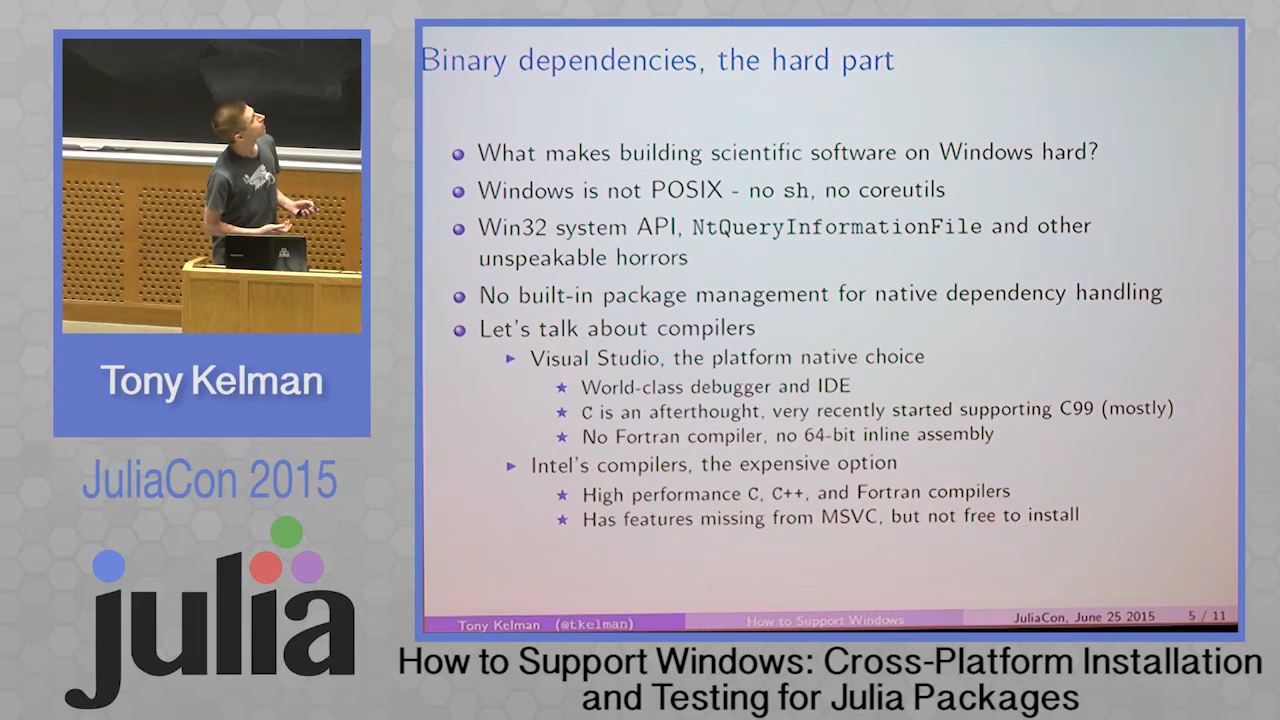 Binary dependencies, the hard part
What makes building scientific software on Windows hard?
Windows is not POSIX - no sh, no coreutils
Win32 system API, NtQueryInformationFile and other
unspeakable horrors
No built-in package management for native dependency handling
Let's talk about compilers
Visual Studio, the platform native choice
World-class debugger and IDE
C is an afterthought, very recently started supporting C99 (mostly)
No Fortran compiler, no 64-bit inline assembly
Intel's compilers, the expensive option
High performance C, C++, and Fortran compilers
Has features missing from MSVC, but not free to install
Tony Kelman (@tkelman) How to Support Windows JuliaCon, June 25 2015 5 / 11
Tony Kelman
JuliaCon 2015
julia
How to Support Windows: Cross-Platform Installation
and Testing for Julia Packages